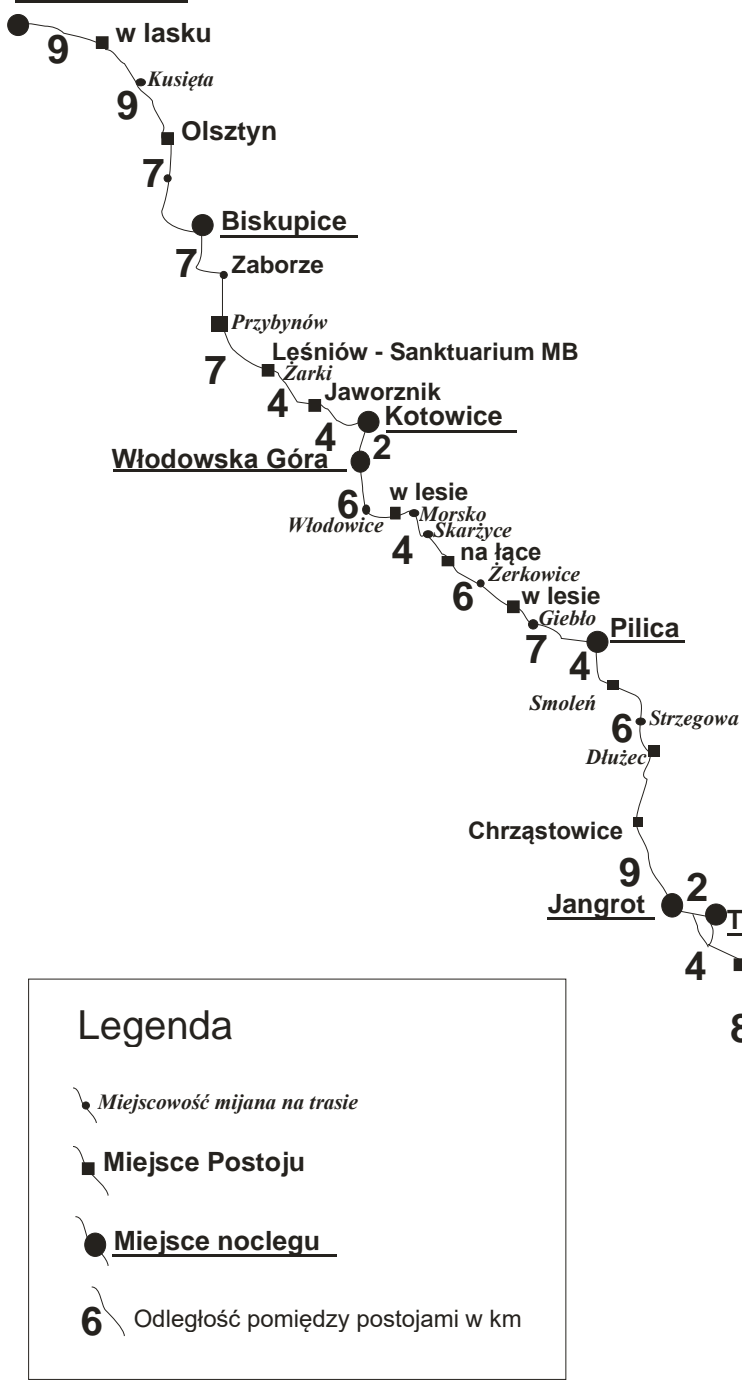 9
w lasku
Kusięta
9
Olsztyn
7
Biskupice
7
Zaborze
Przybynów
7
Leśniów - Sanktuarium MB
Żarki
4
Jaworznik
4
Kotowice
2
Włodowska Góra
6
w lesie
Włodowice
Morsko
Skarżyce
4
na łące
Żerkowice
6
w lesie
Giebło
7
Pilica
4
Smoleń
Strzegowa
6
Dłużec
Chrząstowice
9
2
Jangrot
T
4
8
Legenda
Miejscowość mijana na trasie
Miejsce Postoju
Miejsce noclegu
6 Odległość pomiędzy postojami w km